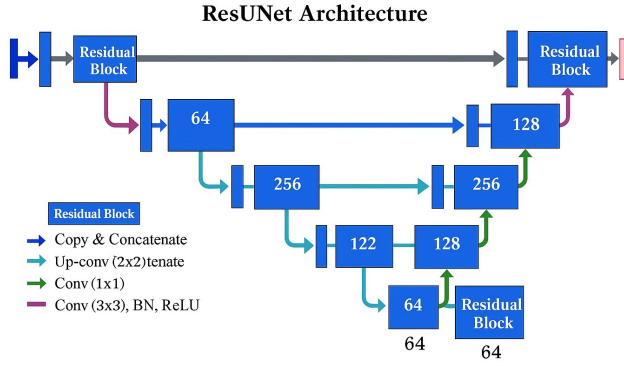 ResUNet Architecture
Residual
Block
Residual
Block
64
128
256
256
Residual Block
Copy & Concatenate
Up-conv (2x2)tenate
Conv (1x1)
Conv (3x3), BN, ReLU
122
128
64
Residual
Block
64
64